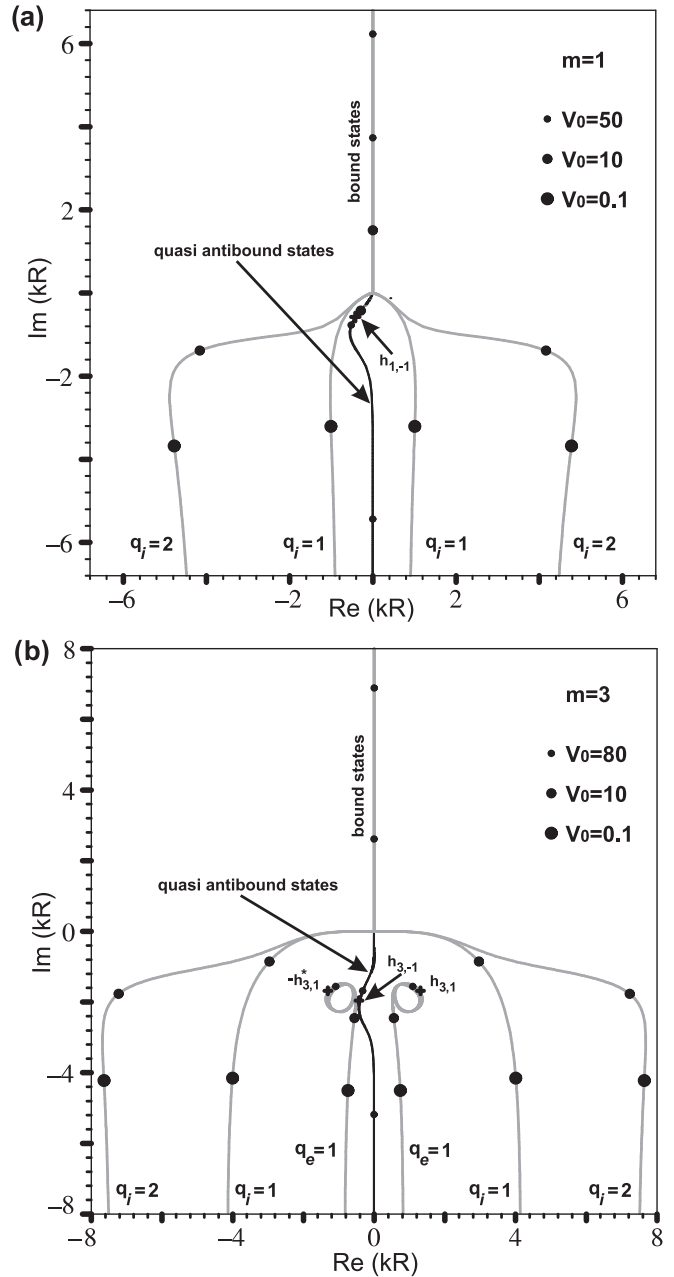 (a)
6
2
−2
−6
Im (kR)
m=1
V₀=50
V₀=10
V₀=0.1
bound states
quasi antibound states
h₁,₋₁
qᵢ=2
qᵢ=1
qᵢ=1
qᵢ=2
−6
−2
2
6
Re (kR)
(b)
8
4
0
−4
−8
Im (kR)
m=3
V₀=80
V₀=10
V₀=0.1
bound states
quasi antibound states
-h*₃,₁
h₃,₋₁
h₃,₁
qₑ=1
qₑ=1
qᵢ=2
qᵢ=1
qᵢ=1
qᵢ=2
−8
−4
0
4
8
Re (kR)